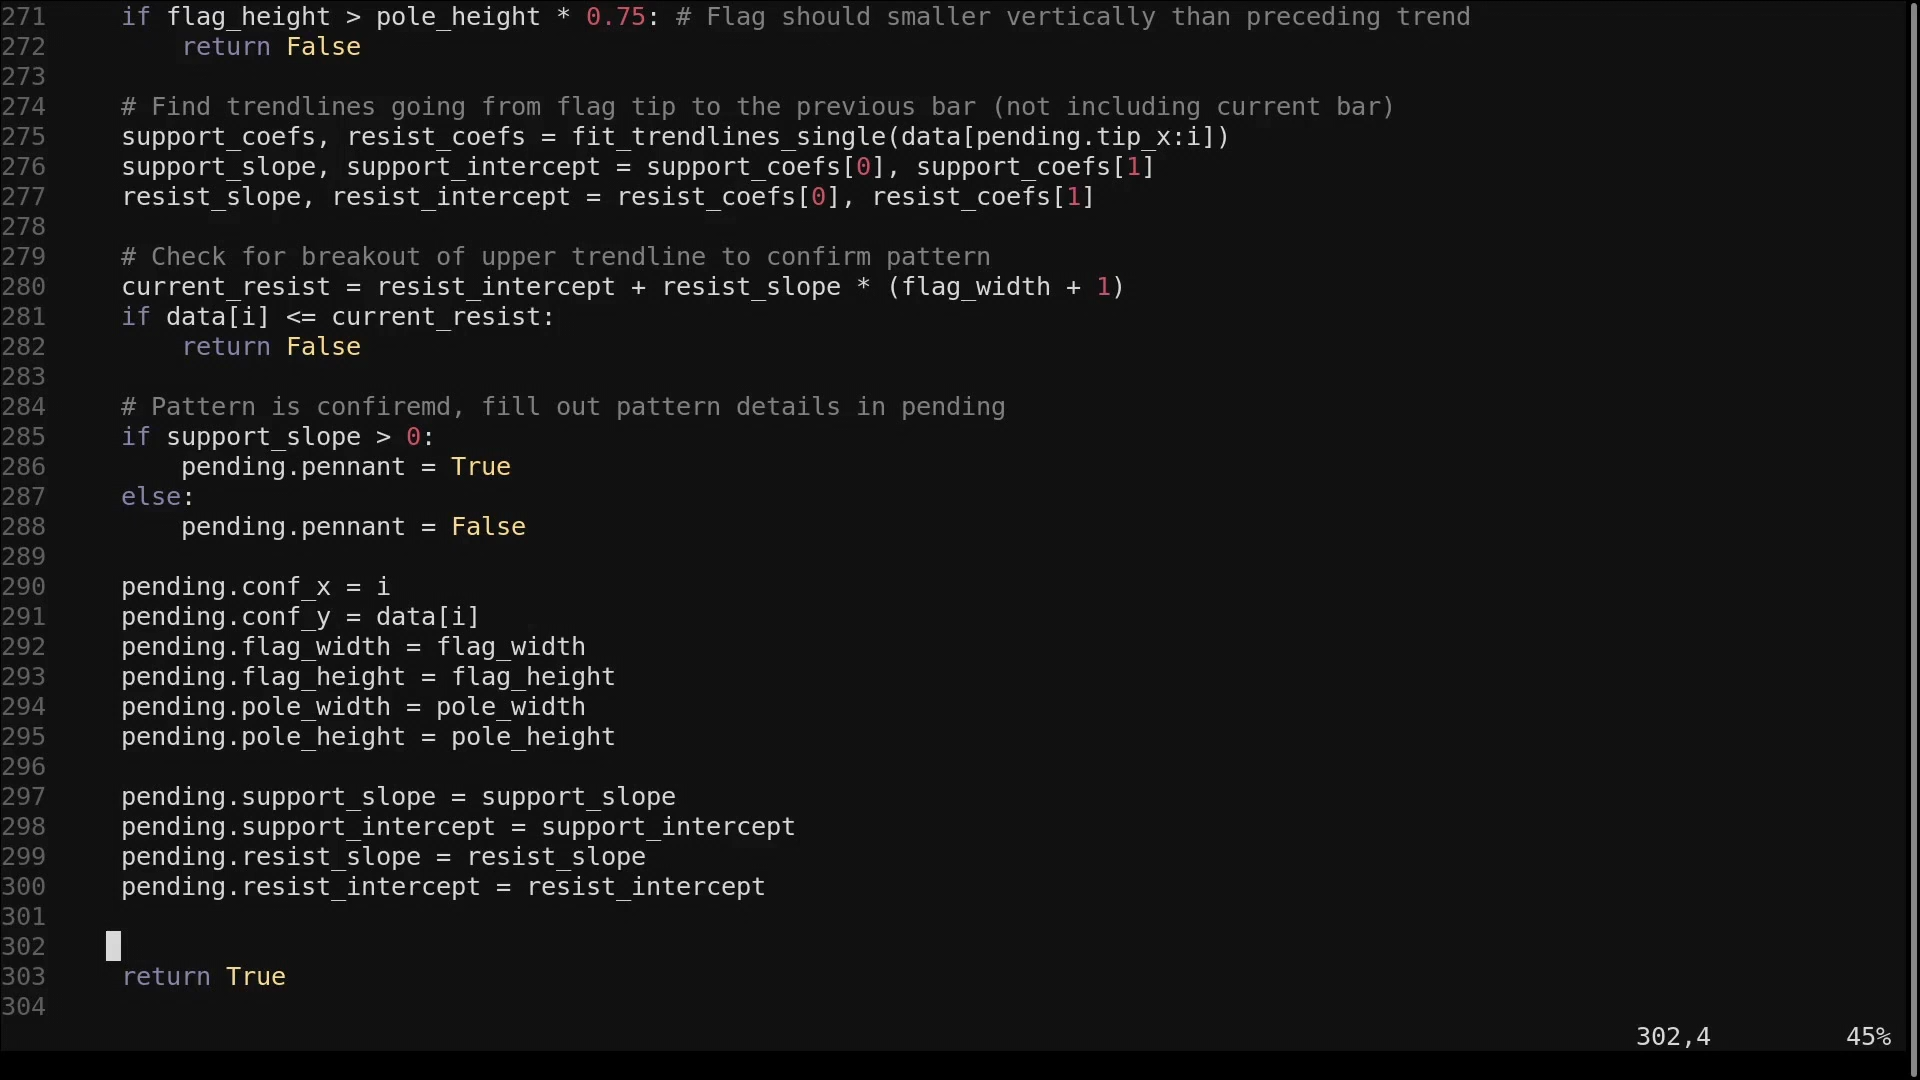 271     if flag_height > pole_height * 0.75: # Flag should smaller vertically than preceding trend
272         return False
273
274     # Find trendlines going from flag tip to the previous bar (not including current bar)
275     support_coefs, resist_coefs = fit_trendlines_single(data[pending.tip_x:i])
276     support_slope, support_intercept = support_coefs[0], support_coefs[1]
277     resist_slope, resist_intercept = resist_coefs[0], resist_coefs[1]
278
279     # Check for breakout of upper trendline to confirm pattern
280     current_resist = resist_intercept + resist_slope * (flag_width + 1)
281     if data[i] <= current_resist:
282         return False
283
284     # Pattern is confiremd, fill out pattern details in pending
285     if support_slope > 0:
286         pending.pennant = True
287     else:
288         pending.pennant = False
289
290     pending.conf_x = i
291     pending.conf_y = data[i]
292     pending.flag_width = flag_width
293     pending.flag_height = flag_height
294     pending.pole_width = pole_width
295     pending.pole_height = pole_height
296
297     pending.support_slope = support_slope
298     pending.support_intercept = support_intercept
299     pending.resist_slope = resist_slope
300     pending.resist_intercept = resist_intercept
301
302
303     return True
304
302,4 45%